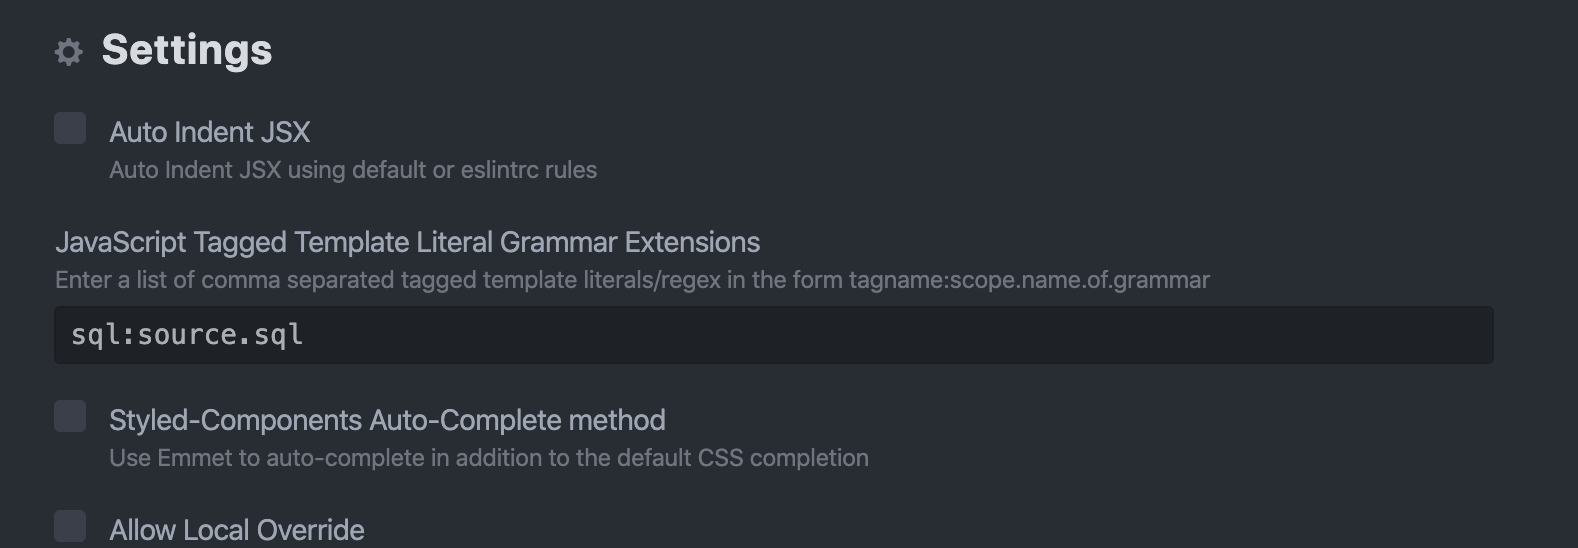 Settings
Auto Indent JSX
Auto Indent JSX using default or eslintrc rules
JavaScript Tagged Template Literal Grammar Extensions
Enter a list of comma separated tagged template literals/regex in the form tagname:scope.name.of.grammar
sql:source.sql
Styled-Components Auto-Complete method
Use Emmet to auto-complete in addition to the default CSS completion
Allow Local Override